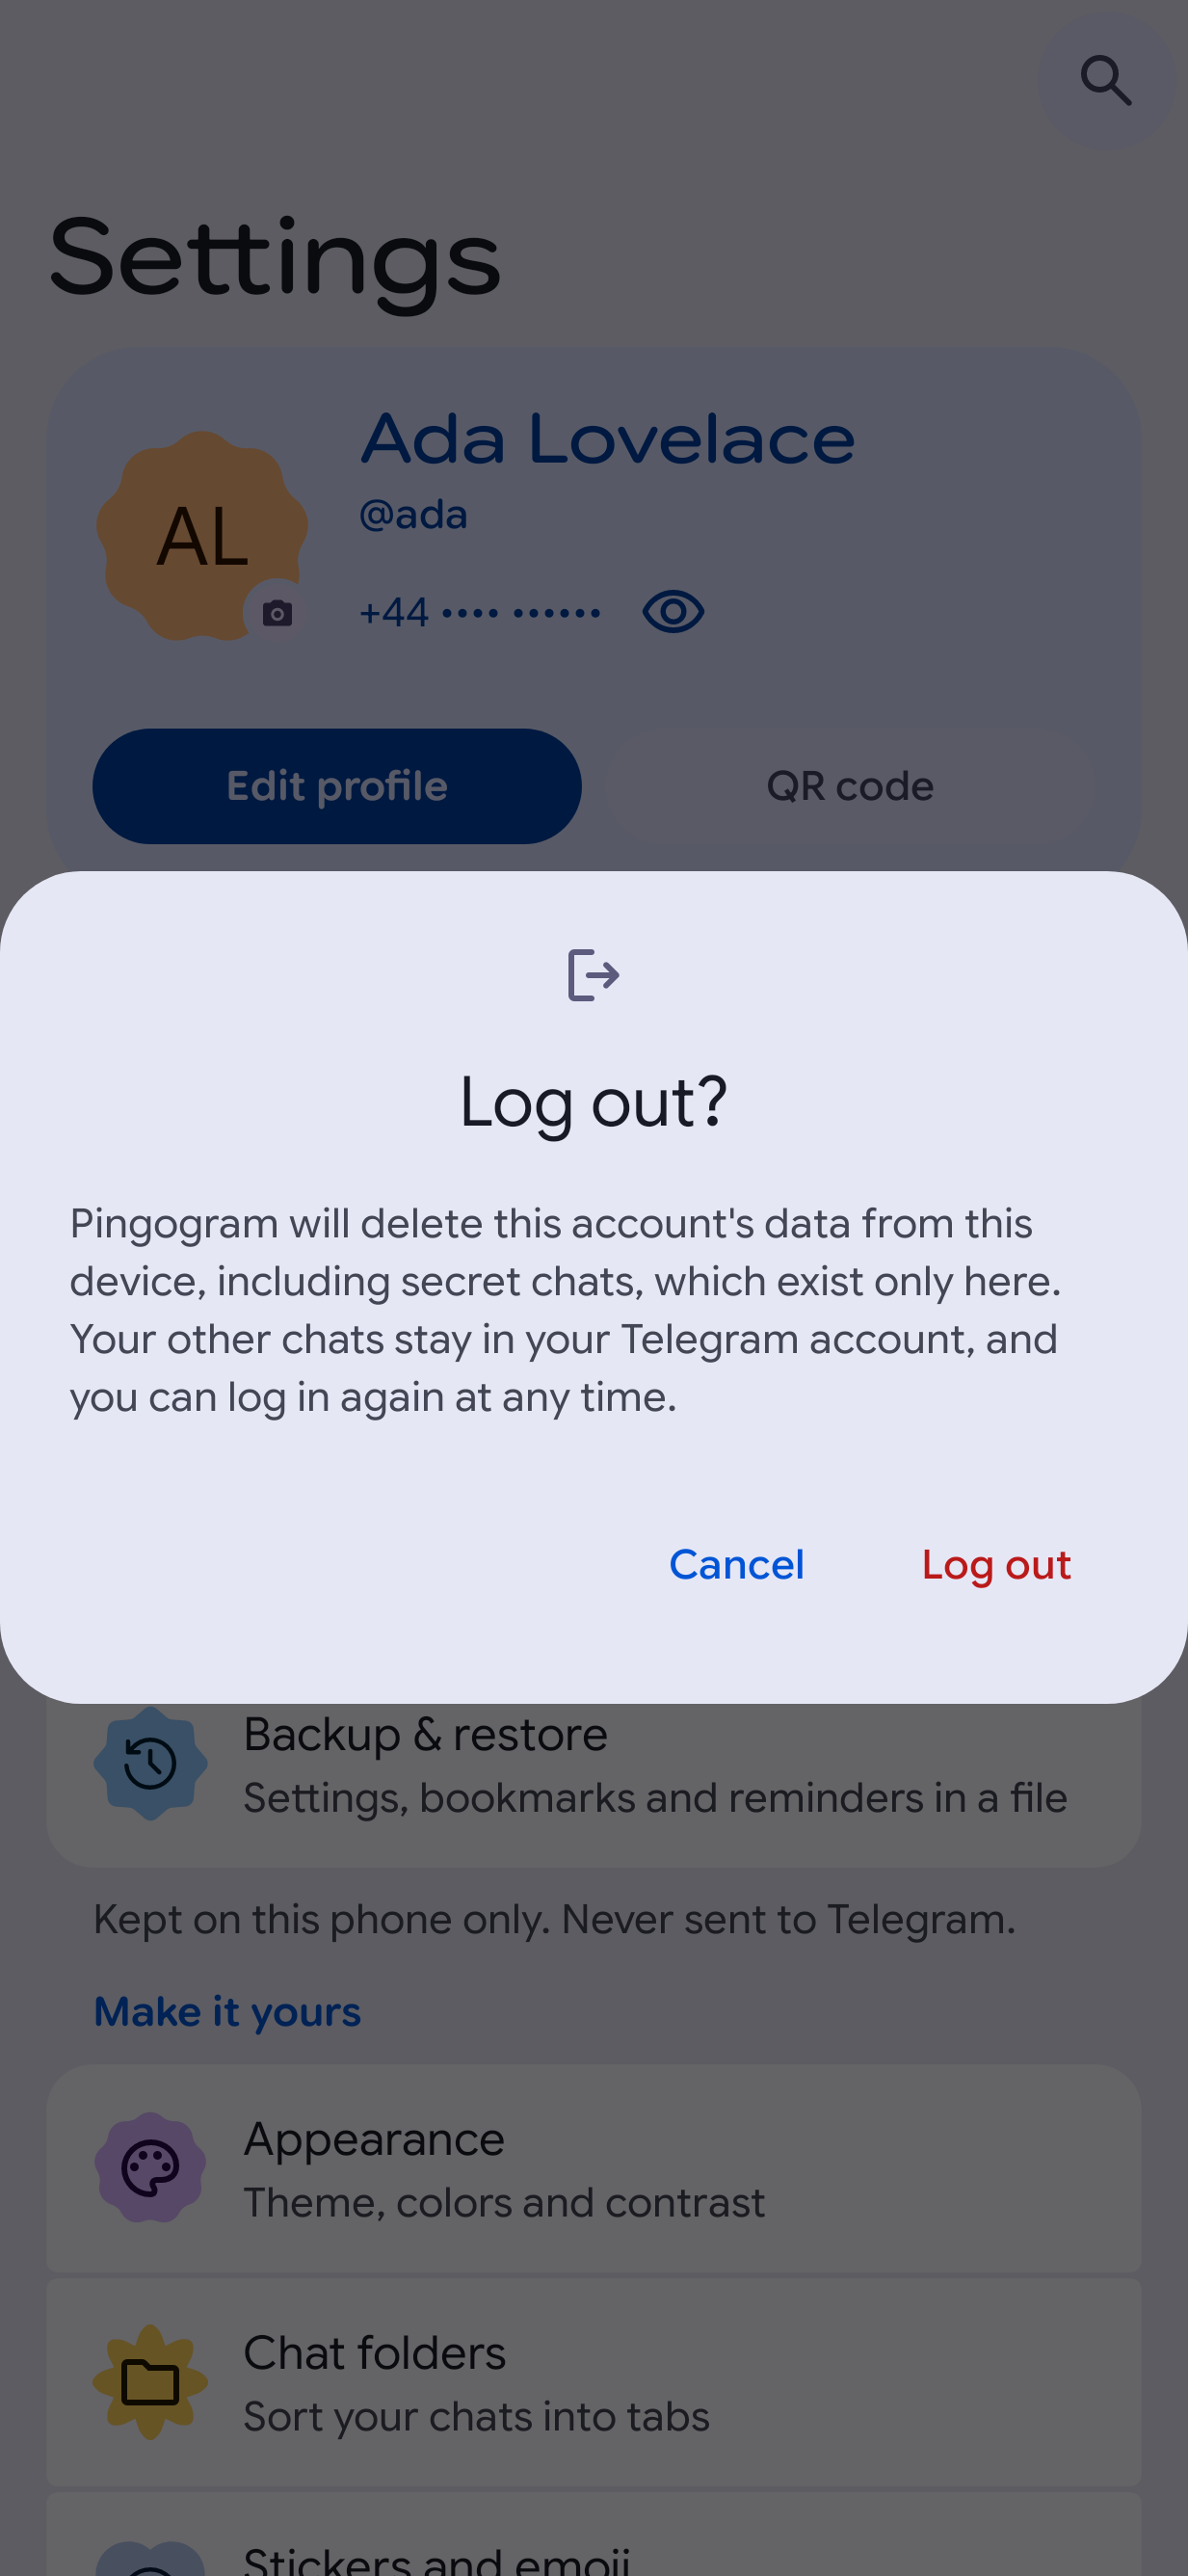 Settings
Ada Lovelace
@ada
AL
+44 •••• ••••••
Edit profile
QR code
Log out?
Pingogram will delete this account's data from this
device, including secret chats, which exist only here.
Your other chats stay in your Telegram account, and
you can log in again at any time.
Cancel
Log out
Backup & restore
Settings, bookmarks and reminders in a file
Kept on this phone only. Never sent to Telegram.
Make it yours
Appearance
Theme, colors and contrast
Chat folders
Sort your chats into tabs
Stickers and emoji